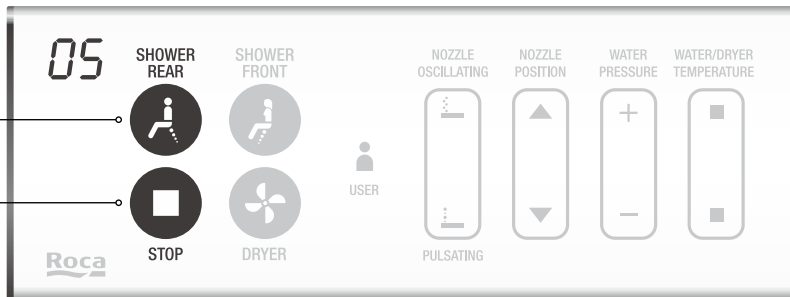 05
SHOWER
REAR
SHOWER
FRONT
NOZZLE
OSCILLATING
NOZZLE
POSITION
WATER
PRESSURE
WATER/DRYER
TEMPERATURE
+
−
USER
STOP
DRYER
PULSATING
Roca